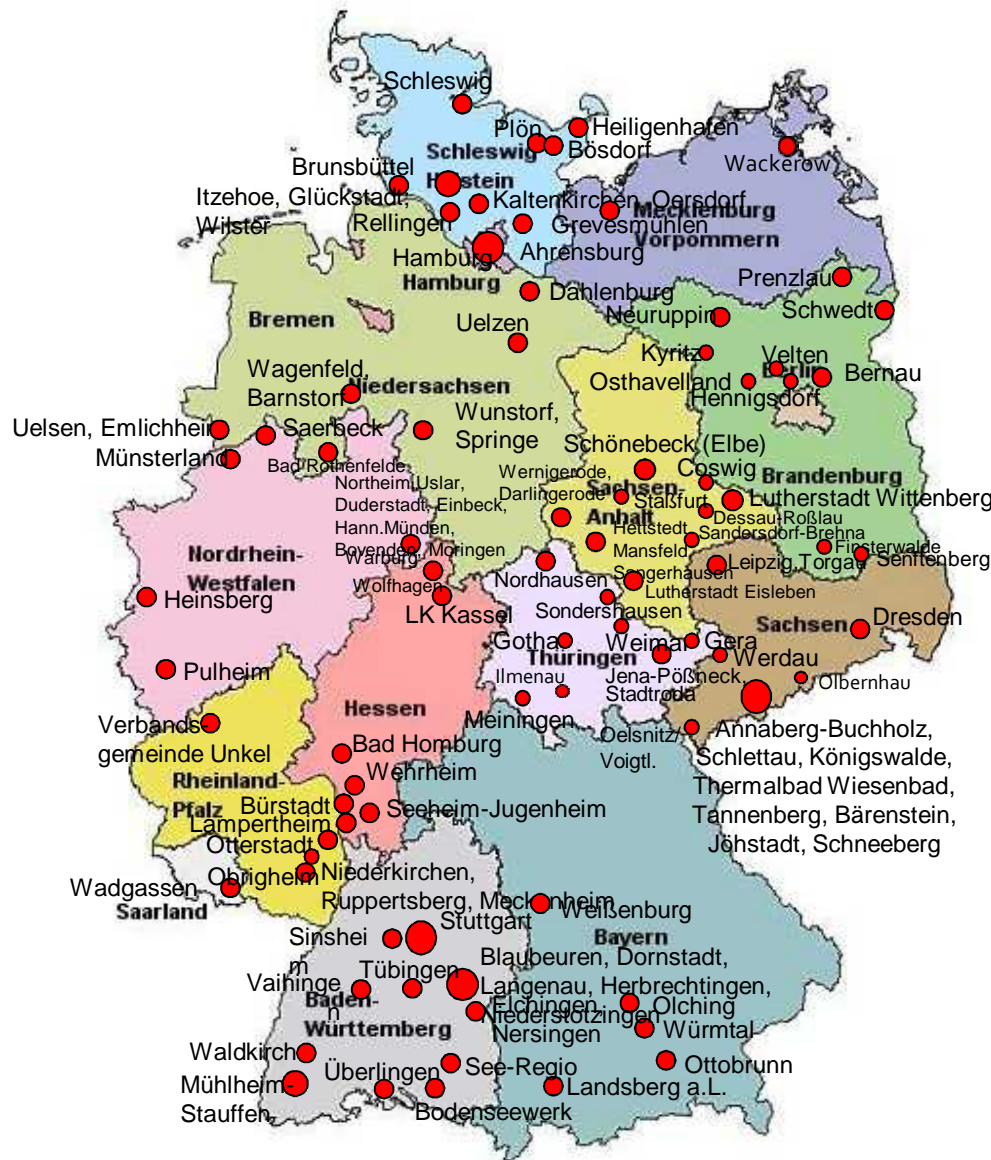 Schleswig
Heiligenhafen
Plön
Bösdorf
Schleswig
Holstein
Wackerow
Brunsbüttel
Itzehoe, Glückstadt,
Wilster
Kaltenkirchen, Oersdorf
Rellingen
Grevesmühlen
Mecklenburg
Vorpommern
Ahrensburg
Hamburg
Hamburg
Prenzlau
Dahlenburg
Schwedt
Neuruppin
Bremen
Uelzen
Kyritz
Velten
Berlin
Osthavelland
Bernau
Hennigsdorf
Wagenfeld,
Barnstorf
Niedersachsen
Uelsen, Emlichheim
Saerbeck
Wunstorf,
Springe
Münsterland
Bad Rothenfelde
Schönebeck (Elbe)
Coswig
Wernigerode,
Darlingerode
Sachsen-
Anhalt
Stalsfurt
Brandenburg
Lutherstadt Wittenberg
Northeim,Uslar,
Duderstadt, Einbeck,
Hann.Münden,
Bovenden, Moringen
Dessau-Roßlau
Sandersdorf-Brehna
Hettstedt
Mansfeld
Finsterwalde
Senftenberg
Warburg
Wolfhagen
Nordrhein-
Westfalen
Nordhausen
Sangerhausen
Leipzig,Torgau
Lutherstadt Eisleben
LK Kassel
Sondershausen
Heinsberg
Sachsen
Dresden
Gotha
Weimar
Gera
Thüringen
Werdau
Pulheim
Ilmenau
Jena-Pößneck,
Stadtroda
Olbernhau
Meiningen
Hessen
Verbands-
gemeinde Unkel
Oelsnitz/
Voigtl.
Annaberg-Buchholz,
Schlettau, Königswalde,
Thermalbad Wiesenbad,
Tannenberg, Bärenstein,
Jöhstadt, Schneeberg
Bad Homburg
Wehrheim
Rheinland-
Pfalz
Bürstadt
Seeheim-Jugenheim
Lampertheim
Otterstadt
Obrigheim
Niederkirchen,
Ruppertsberg, Meckenheim
Wadgassen
Saarland
Weißenburg
Bayern
Stuttgart
Sinshei
m
Blaubeuren, Dornstadt,
Langenau, Herbrechtingen,
Niederstotzingen
Elchingen,
Nersingen
Tübingen
Vaihinge
n
Baden-
Württemberg
Olching
Würmtal
Waldkirch
See-Regio
Ottobrunn
Überlingen
Mühlheim-
Stauffen,
Landsberg a.L.
Bodenseewerk